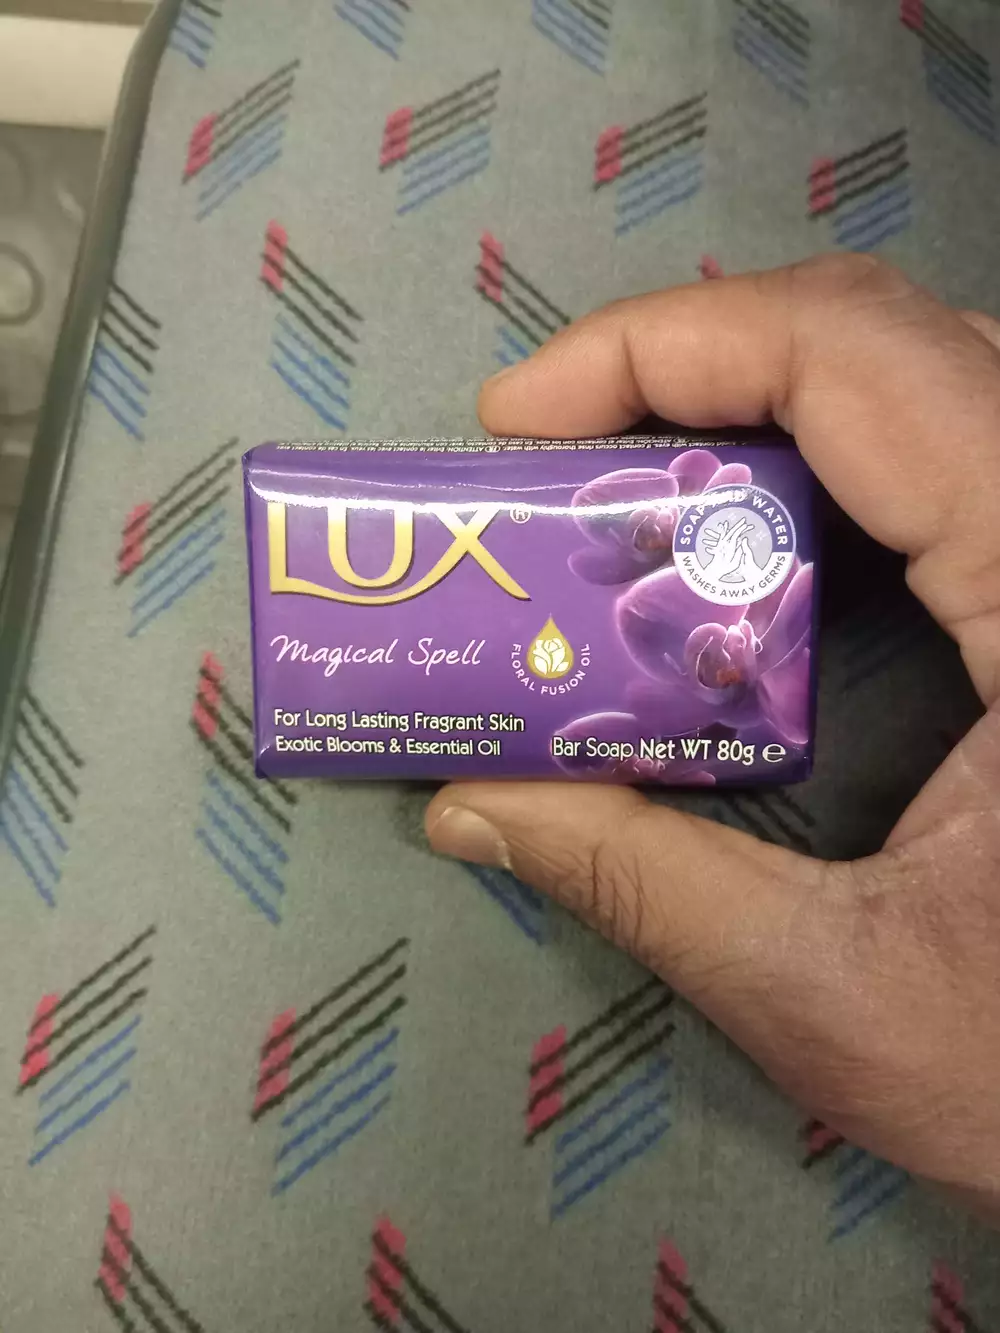 LUX ®
SOAP AND WATER
WASHES AWAY GERMS
Magical Spell
FLORAL FUSION OIL
For Long Lasting Fragrant Skin
Exotic Blooms & Essential Oil
Bar Soap Net WT 80g ℮